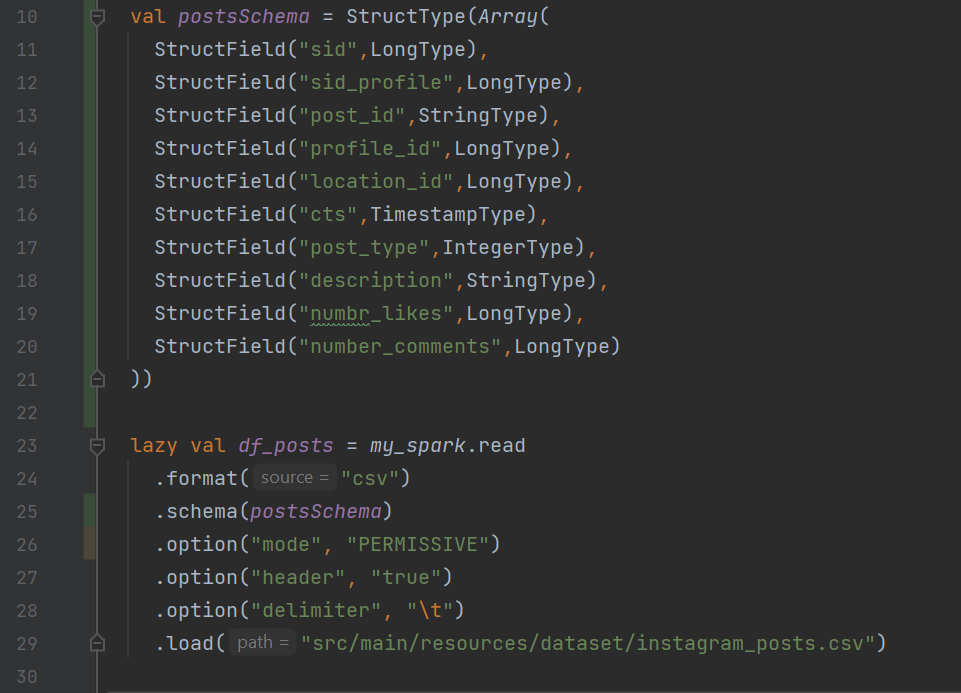 10 val postsSchema = StructType(Array(
11 StructField("sid",LongType),
12 StructField("sid_profile",LongType),
13 StructField("post_id",StringType),
14 StructField("profile_id",LongType),
15 StructField("location_id",LongType),
16 StructField("cts",TimestampType),
17 StructField("post_type",IntegerType),
18 StructField("description",StringType),
19 StructField("numbr_likes",LongType),
20 StructField("number_comments",LongType)
21 ))
22
23 lazy val df_posts = my_spark.read
24 .format( source = "csv")
25 .schema(postsSchema)
26 .option("mode", "PERMISSIVE")
27 .option("header", "true")
28 .option("delimiter", "\t")
29 .load( path = "src/main/resources/dataset/instagram_posts.csv")
30